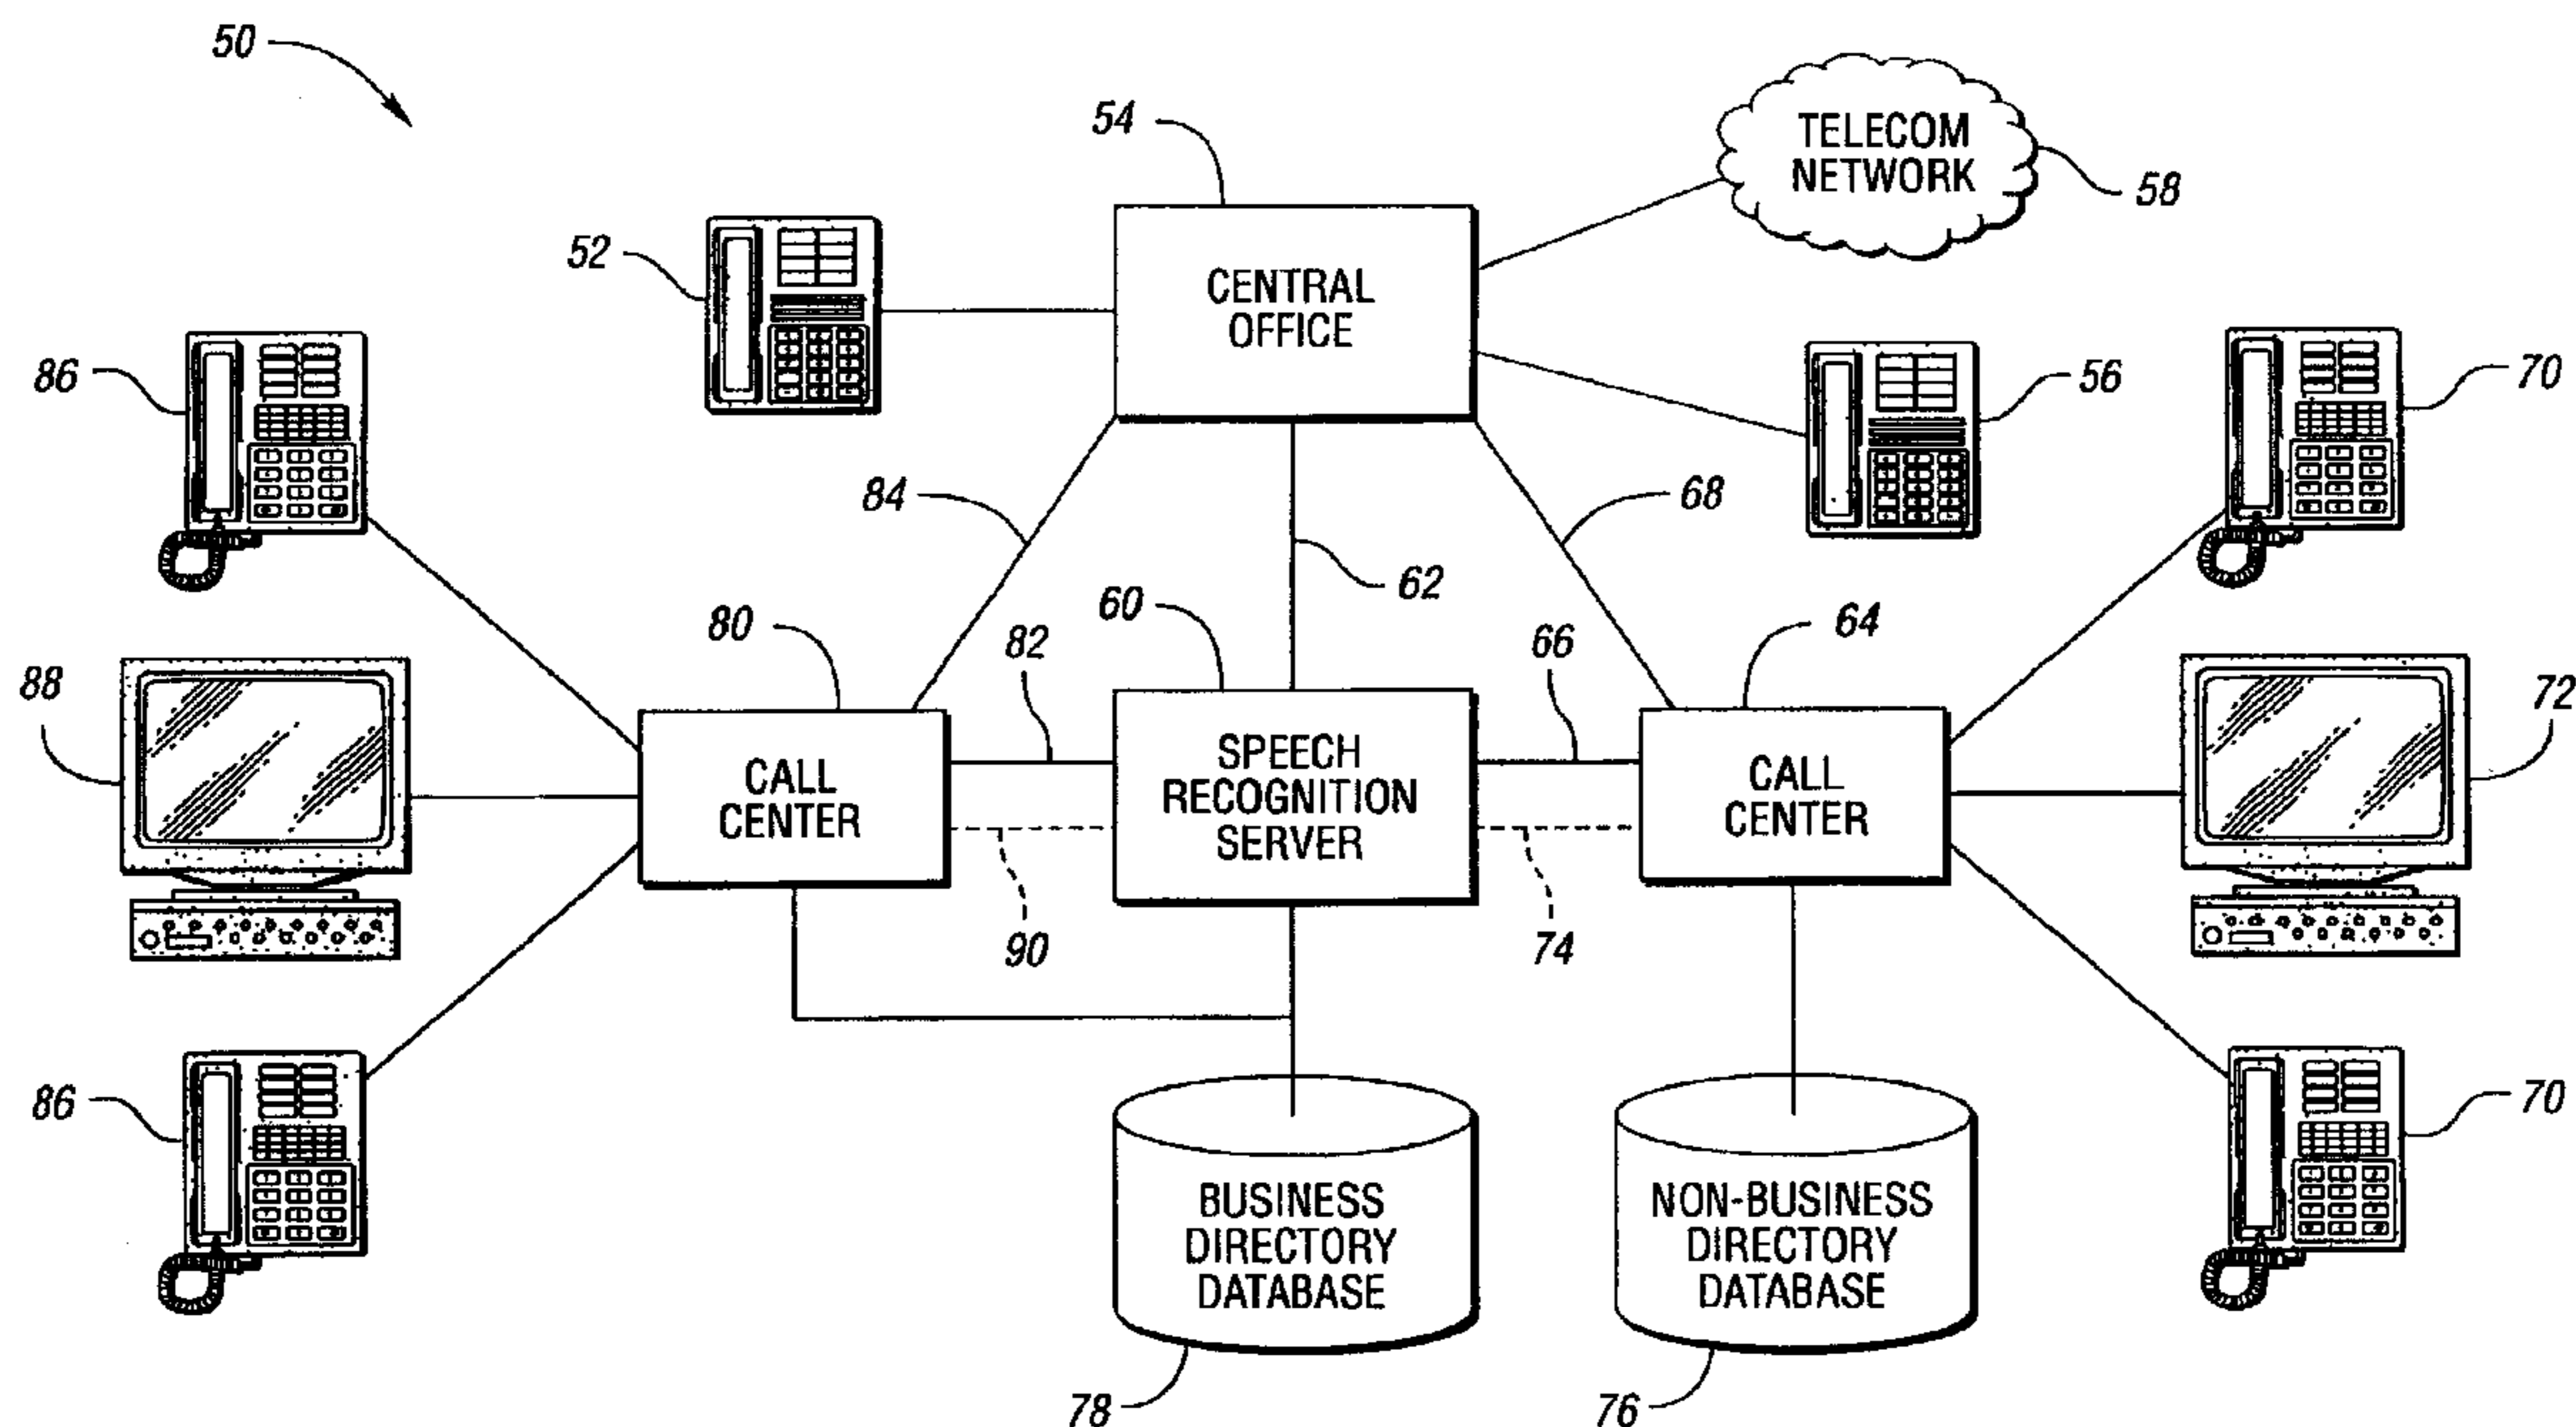 50
54
TELECOM
NETWORK
58
52
CENTRAL
OFFICE
86
56
70
84
68
62
80
82
60
66
64
88
72
CALL
CENTER
SPEECH
RECOGNITION
SERVER
CALL
CENTER
90
74
86
70
BUSINESS
DIRECTORY
DATABASE
NON-BUSINESS
DIRECTORY
DATABASE
78
76